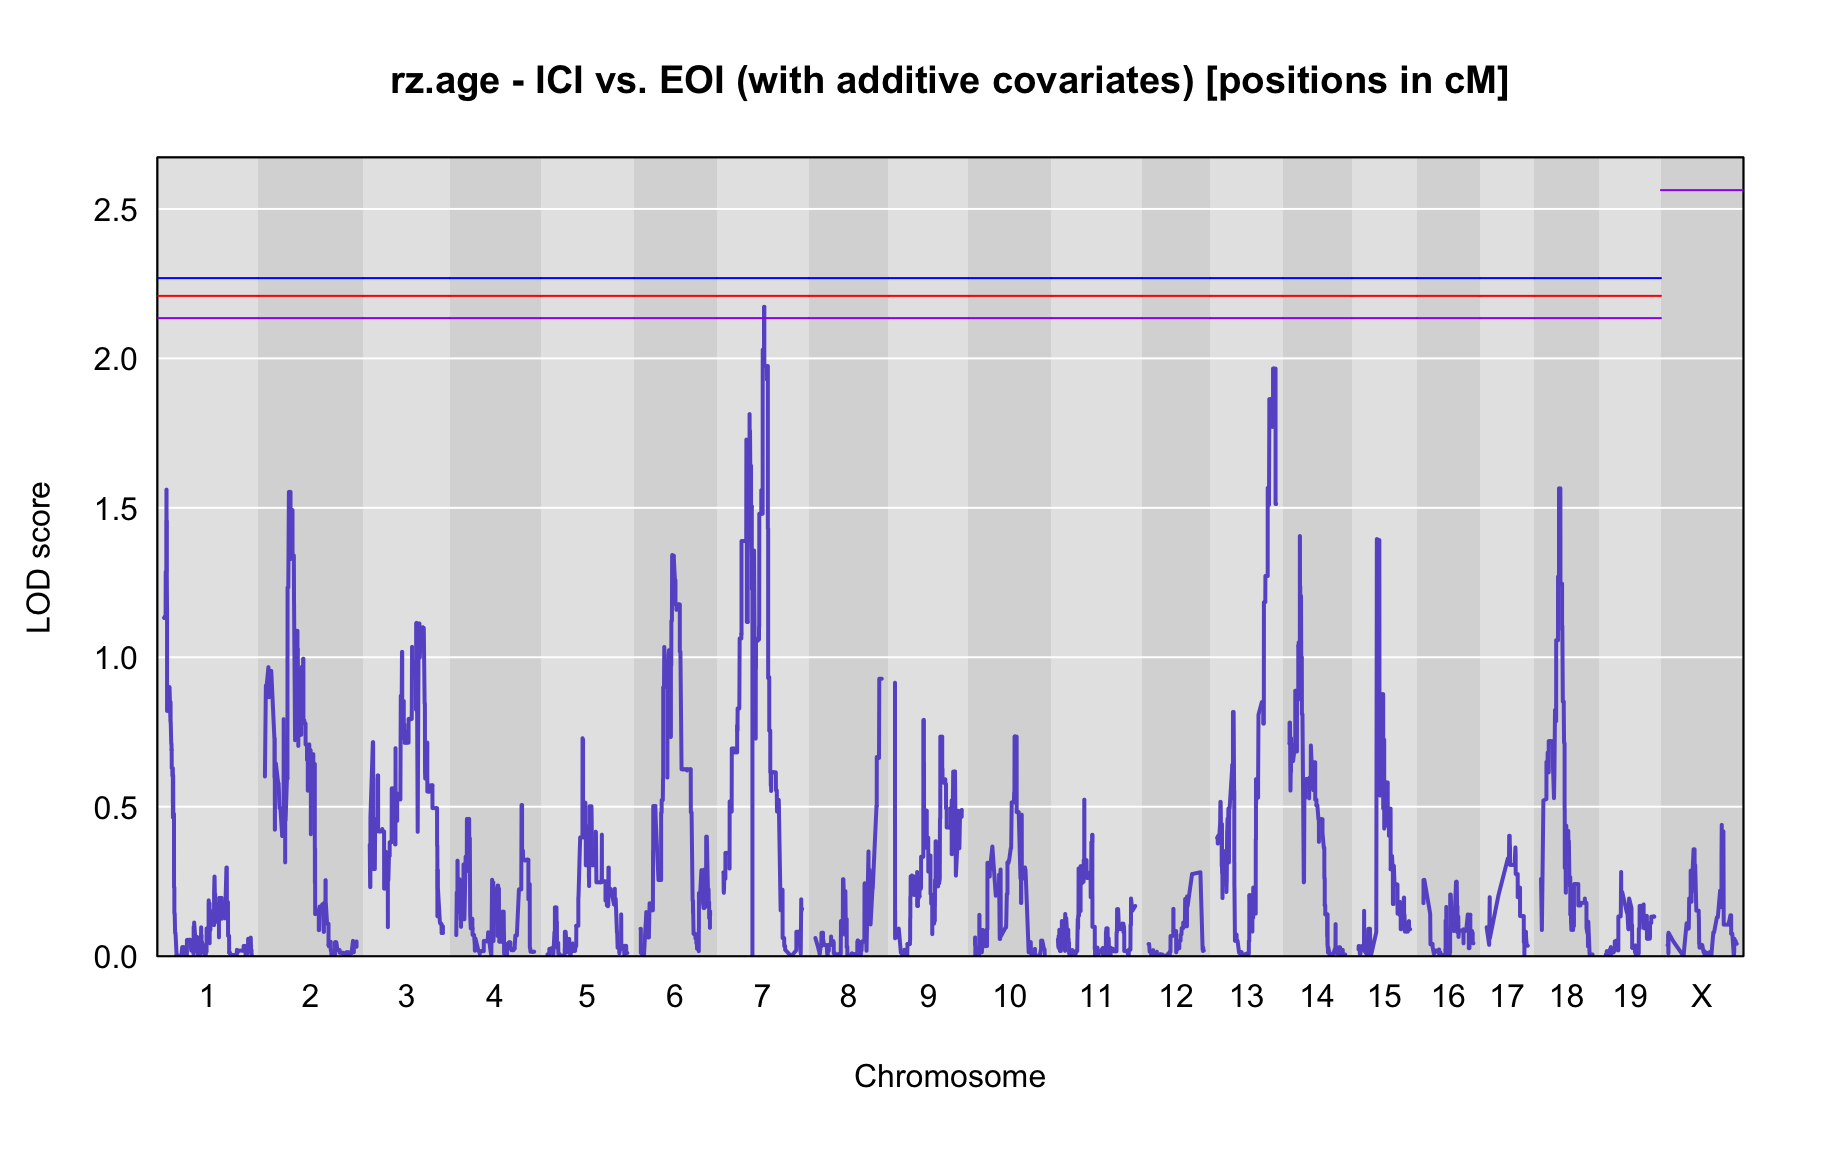 rz.age - ICI vs. EOI (with additive covariates) [positions in cM]
2.5
2.0
1.5
1.0
0.5
0.0
LOD score
1 2 3 4 5 6 7 8 9 10 11 12 13 14 15 16 17 18 19 X
Chromosome